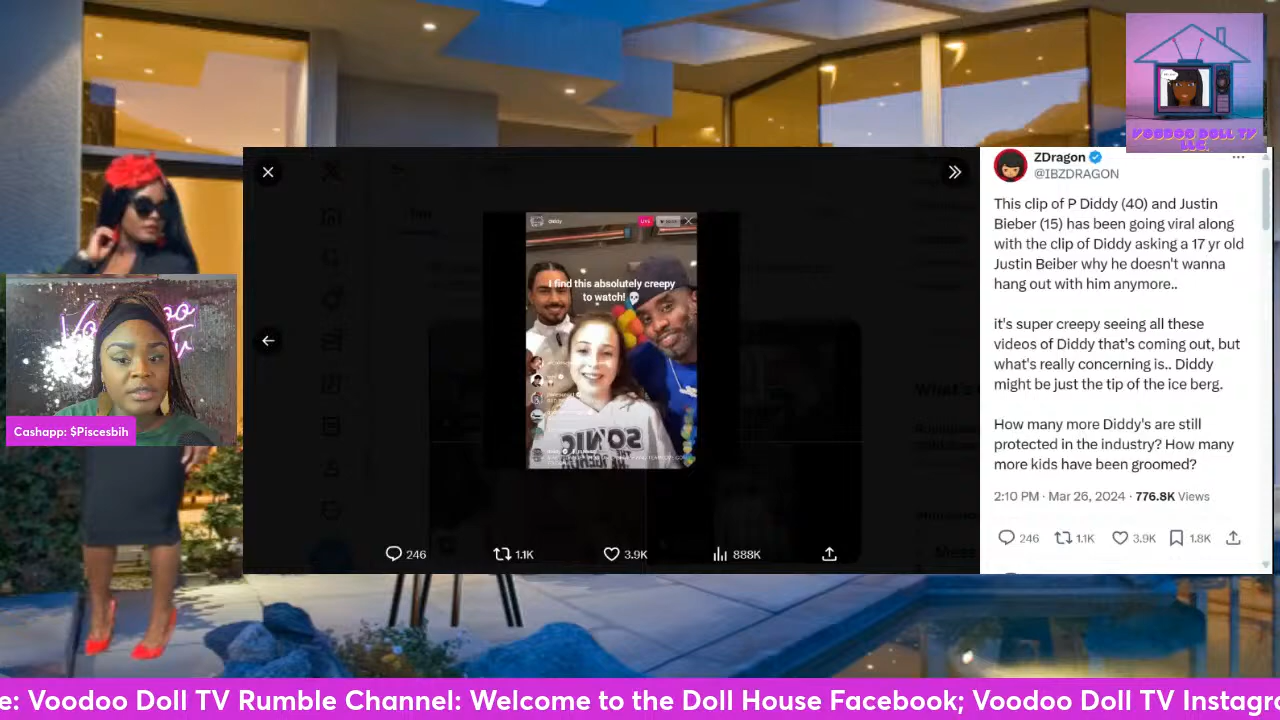 VOODOO DOLL TV
LLC.
ZDragon
@IBZDRAGON
This clip of P Diddy (40) and Justin
Bieber (15) has been going viral along
with the clip of Diddy asking a 17 yr old
Justin Beiber why he doesn't wanna
hang out with him anymore..
it's super creepy seeing all these
videos of Diddy that's coming out, but
what's really concerning is.. Diddy
might be just the tip of the ice berg.
How many more Diddy's are still
protected in the industry? How many
more kids have been groomed?
2:10 PM · Mar 26, 2024 · 776.8K Views
246 1.1K 3.9K 1.8K
diddy
LIVE
I find this absolutely creepy
to watch! 💀
SONIC
246 1.1K 3.9K 888K
Cashapp: $Piscesbih
e: Voodoo Doll TV Rumble Channel: Welcome to the Doll House Facebook; Voodoo Doll TV Instagr